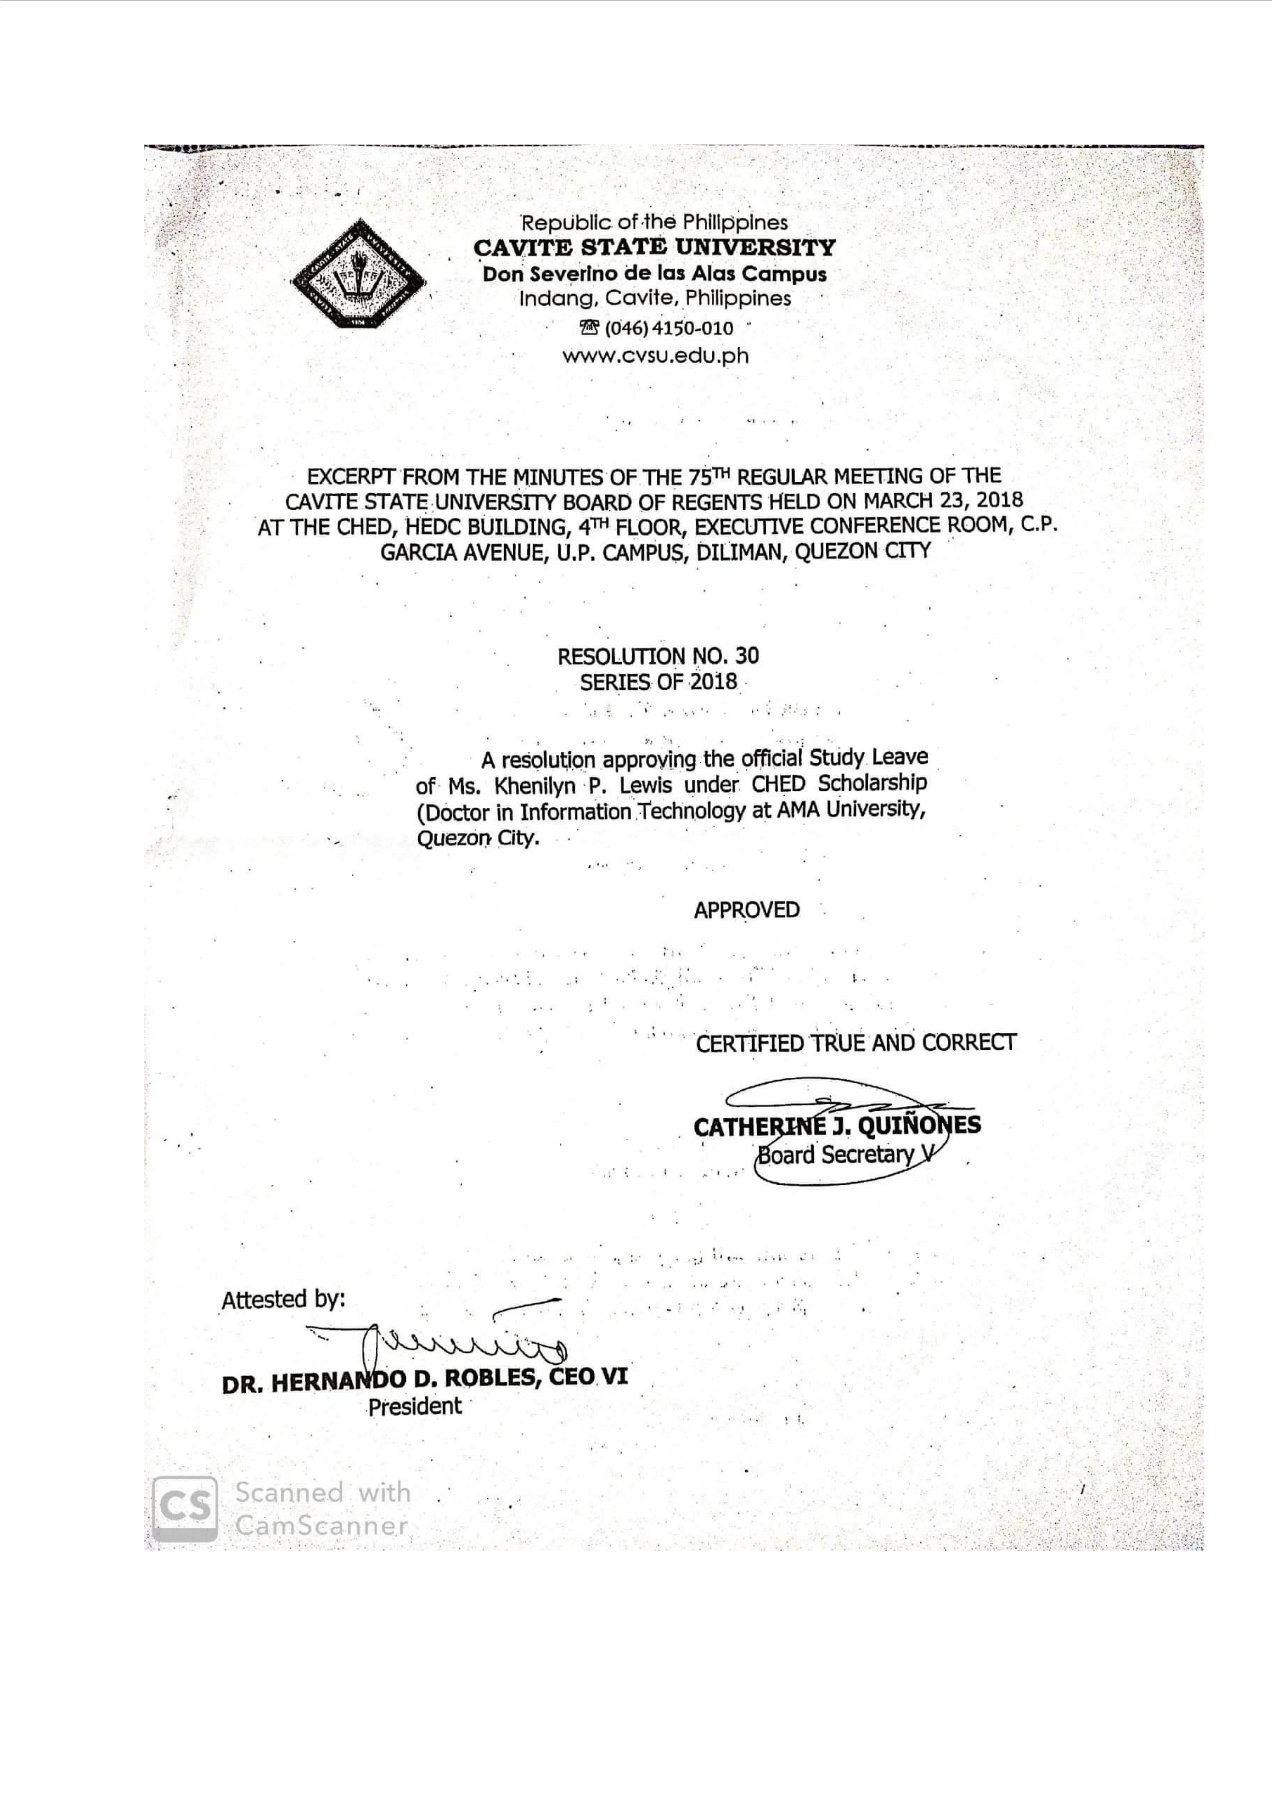 Republic of the Philippines
CAVITE STATE UNIVERSITY
Don Severino de las Alas Campus
Indang, Cavite, Philippines
☎ (046) 4150-010
www.cvsu.edu.ph
EXCERPT FROM THE MINUTES OF THE 75TH REGULAR MEETING OF THE
CAVITE STATE UNIVERSITY BOARD OF REGENTS HELD ON MARCH 23, 2018
AT THE CHED, HEDC BUILDING, 4TH FLOOR, EXECUTIVE CONFERENCE ROOM, C.P.
GARCIA AVENUE, U.P. CAMPUS, DILIMAN, QUEZON CITY
RESOLUTION NO. 30
SERIES OF 2018
A resolution approving the official Study Leave
of Ms. Khenilyn P. Lewis under CHED Scholarship
(Doctor in Information Technology at AMA University,
Quezon City.
APPROVED
CERTIFIED TRUE AND CORRECT
CATHERINE J. QUIÑONES
Board Secretary V
Attested by:
DR. HERNANDO D. ROBLES, CEO VI
President
CS Scanned with
CamScanner